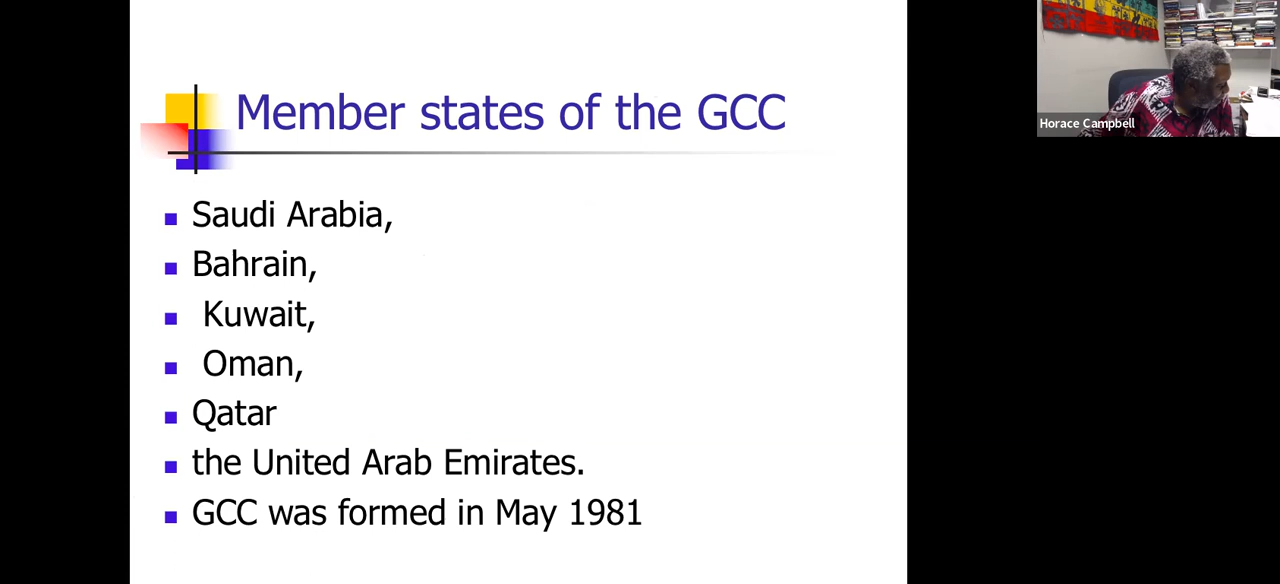 Member states of the GCC
Saudi Arabia,
Bahrain,
Kuwait,
Oman,
Qatar
the United Arab Emirates.
GCC was formed in May 1981
Horace Campbell